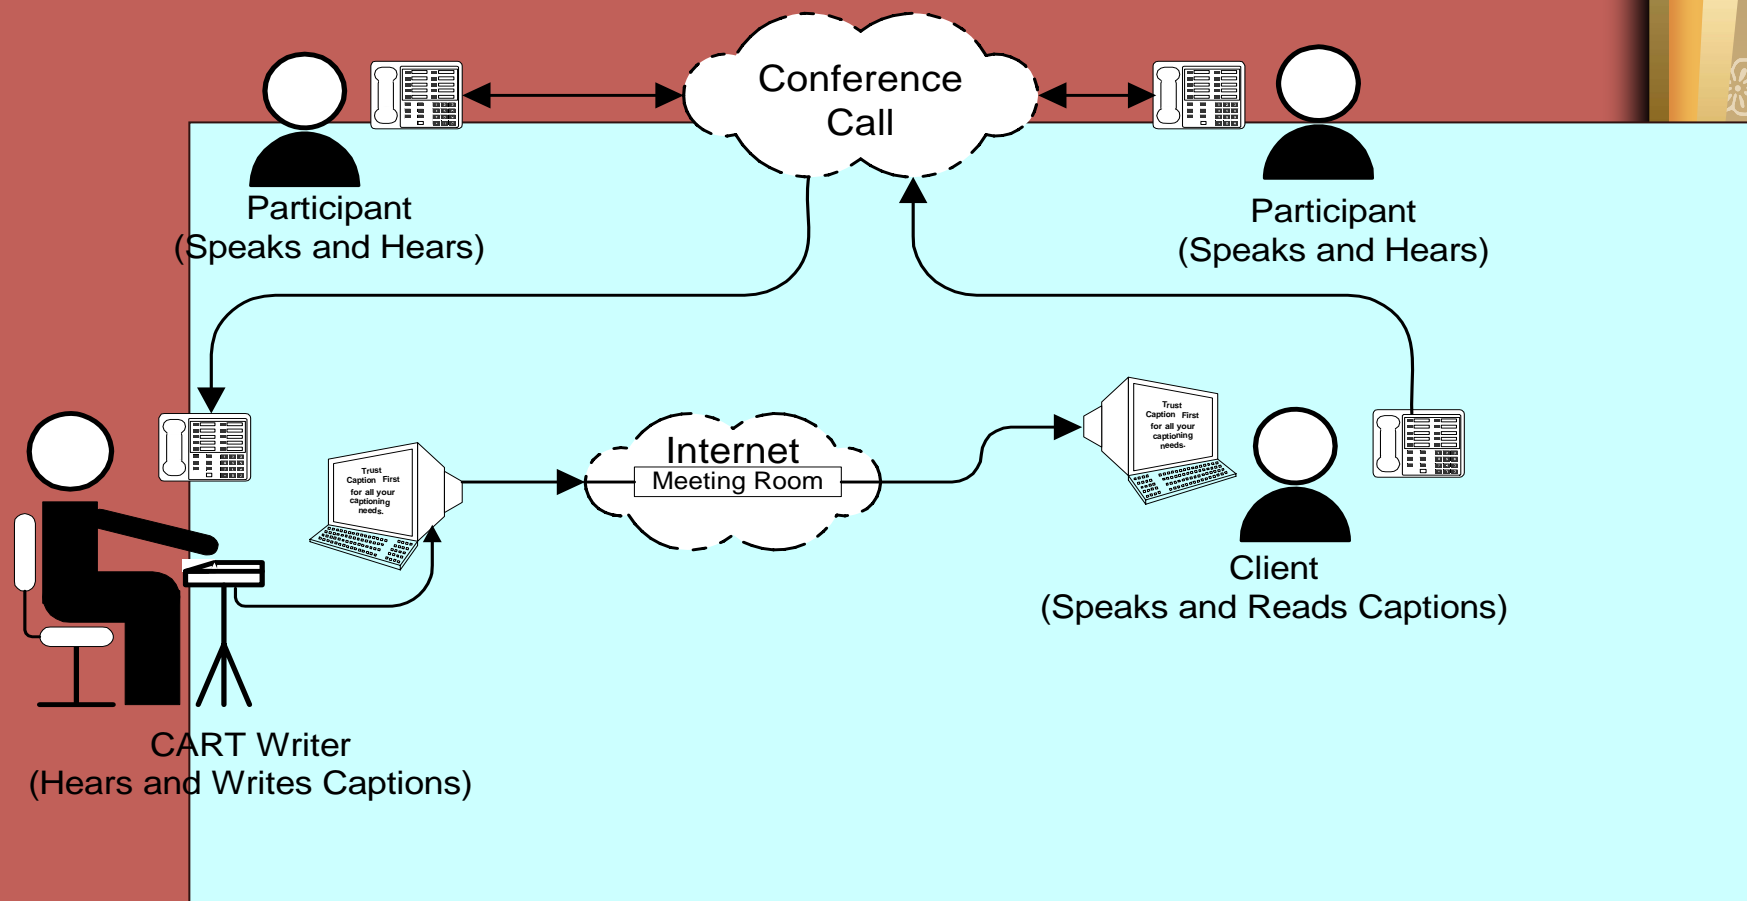 Conference
Call
Participant
(Speaks and Hears)
Participant
(Speaks and Hears)
Trust
Caption First
for all your
captioning
needs.
Internet
Meeting Room
Trust
Caption First
for all your
captioning
needs.
Client
(Speaks and Reads Captions)
CART Writer
(Hears and Writes Captions)